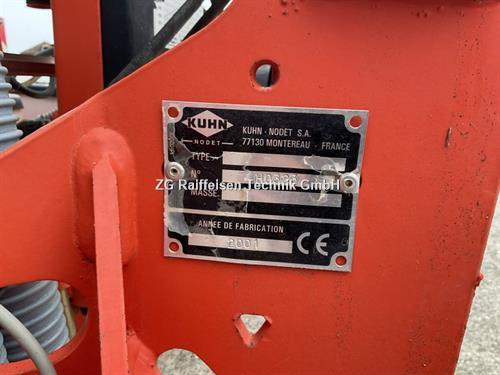 KUHN
NODET
KUHN - NODET S.A.
77130 MONTEREAU - FRANCE
TYPE
N°
ZG Raiffeisen Technik GmbH
MASSE
ANNEE DE FABRICATION
2001
CE